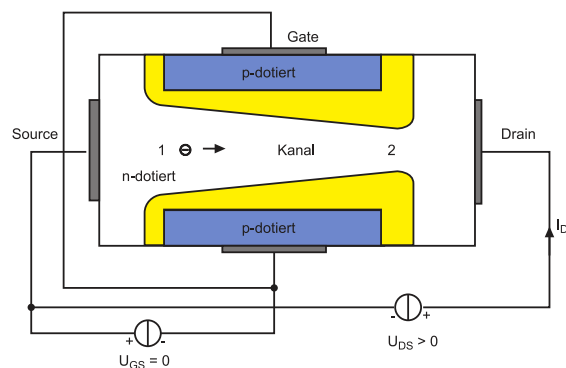 Gate
p-dotiert
Source
1 ⊖ → Kanal 2
Drain
n-dotiert
p-dotiert
I_D
- +
+ -
U_GS = 0
U_DS > 0